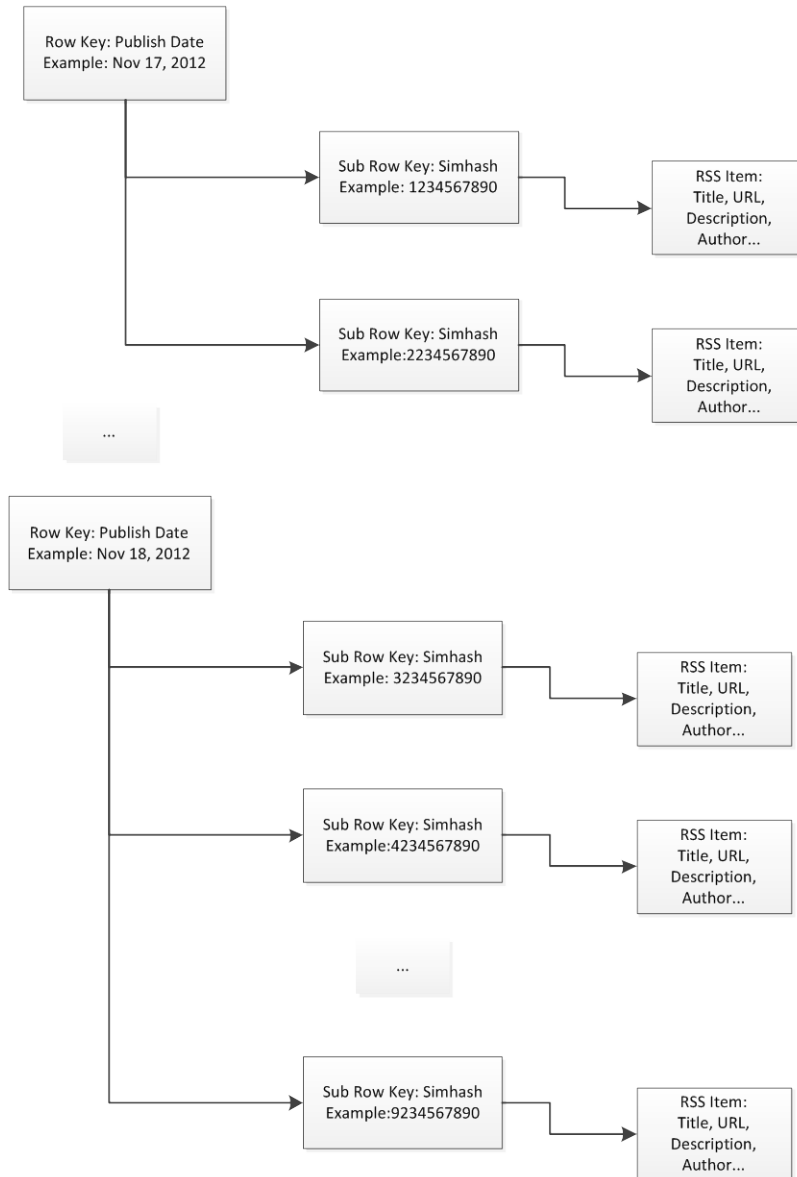 Row Key: Publish Date
Example: Nov 17, 2012
Sub Row Key: Simhash
Example: 1234567890
RSS Item:
Title, URL,
Description,
Author...
Sub Row Key: Simhash
Example:2234567890
RSS Item:
Title, URL,
Description,
Author...
...
Row Key: Publish Date
Example: Nov 18, 2012
Sub Row Key: Simhash
Example: 3234567890
RSS Item:
Title, URL,
Description,
Author...
Sub Row Key: Simhash
Example:4234567890
RSS Item:
Title, URL,
Description,
Author...
...
Sub Row Key: Simhash
Example:9234567890
RSS Item:
Title, URL,
Description,
Author...